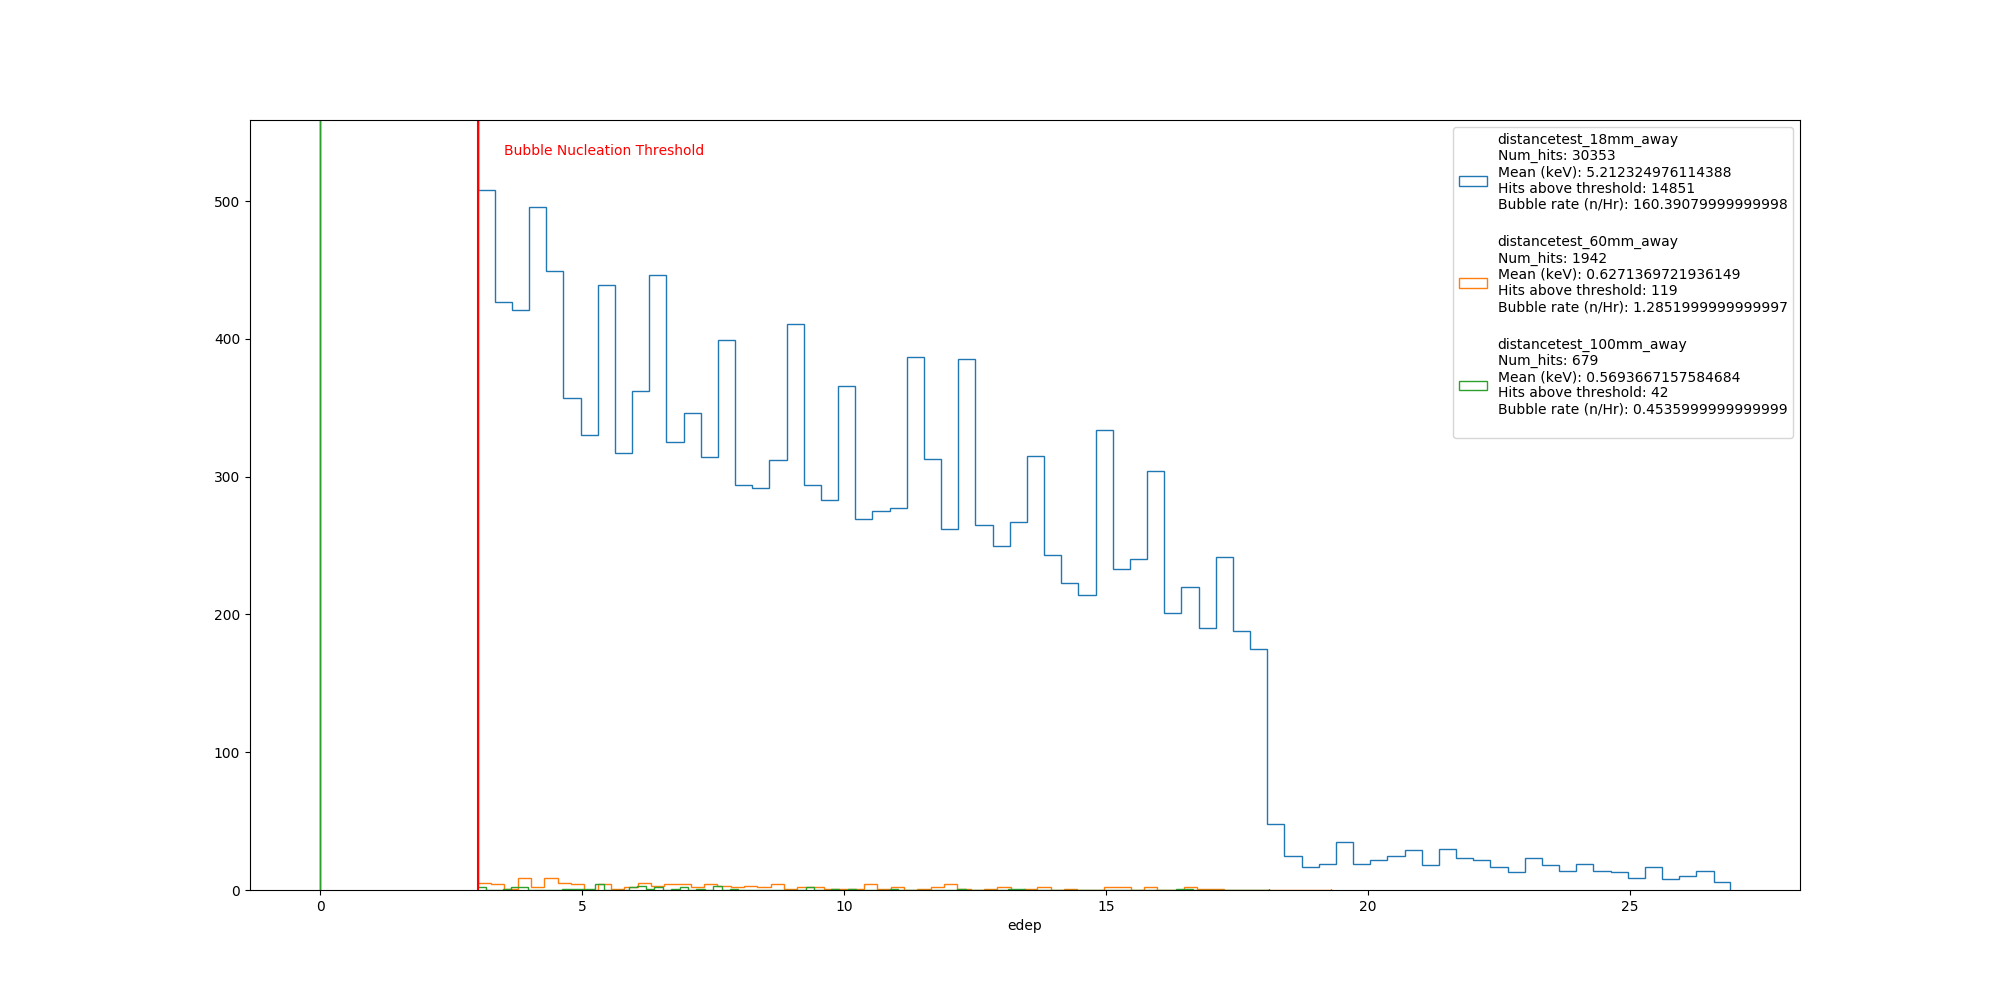 Bubble Nucleation Threshold
distancetest_18mm_away
Num_hits: 30353
Mean (keV): 5.212324976114388
Hits above threshold: 14851
Bubble rate (n/Hr): 160.39079999999998
distancetest_60mm_away
Num_hits: 1942
Mean (keV): 0.6271369721936149
Hits above threshold: 119
Bubble rate (n/Hr): 1.2851999999999997
distancetest_100mm_away
Num_hits: 679
Mean (keV): 0.5693667157584684
Hits above threshold: 42
Bubble rate (n/Hr): 0.4535999999999999
500
400
300
200
100
0
0 5 10 15 20 25
edep